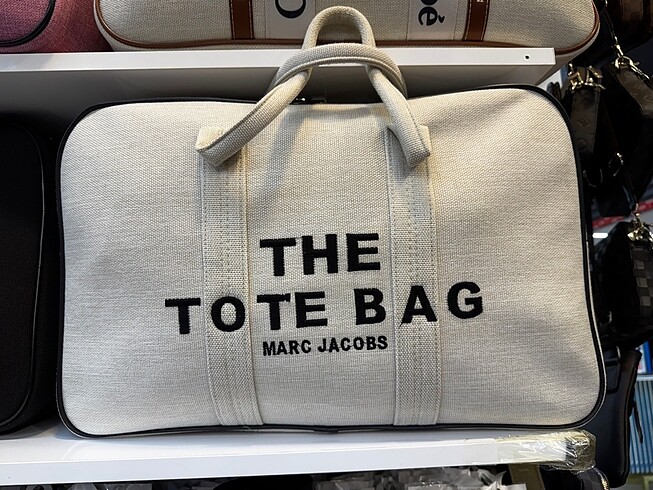 THE
TOTE BAG
MARC JACOBS